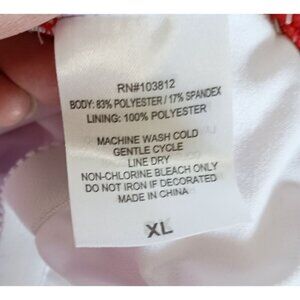 RN#103812
BODY: 83% POLYESTER / 17% SPANDEX
LINING: 100% POLYESTER
MACHINE WASH COLD
GENTLE CYCLE
LINE DRY
NON-CHLORINE BLEACH ONLY
DO NOT IRON IF DECORATED
MADE IN CHINA
XL